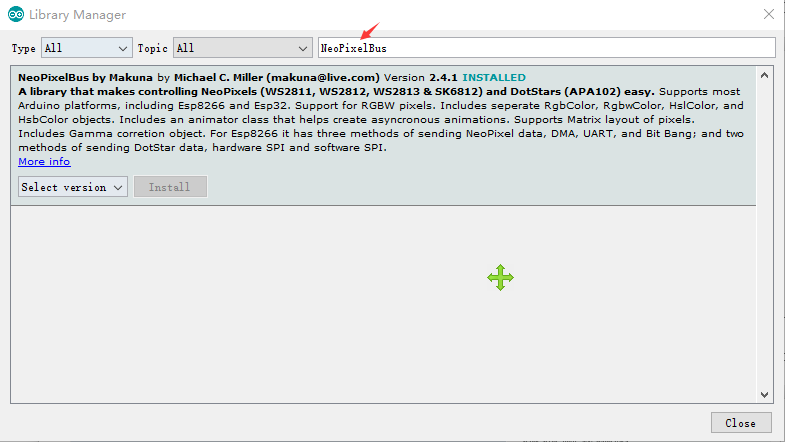 Library Manager
Type All Topic All NeoPixelBus
NeoPixelBus by Makuna by Michael C. Miller (makuna@live.com) Version 2.4.1 INSTALLED
A library that makes controlling NeoPixels (WS2811, WS2812, WS2813 & SK6812) and DotStars (APA102) easy. Supports most
Arduino platforms, including Esp8266 and Esp32. Support for RGBW pixels. Includes seperate RgbColor, RgbwColor, HslColor, and
HsbColor objects. Includes an animator class that helps create asyncronous animations. Supports Matrix layout of pixels.
Includes Gamma corretion object. For Esp8266 it has three methods of sending NeoPixel data, DMA, UART, and Bit Bang; and two
methods of sending DotStar data, hardware SPI and software SPI.
More info
Select version Install
Close